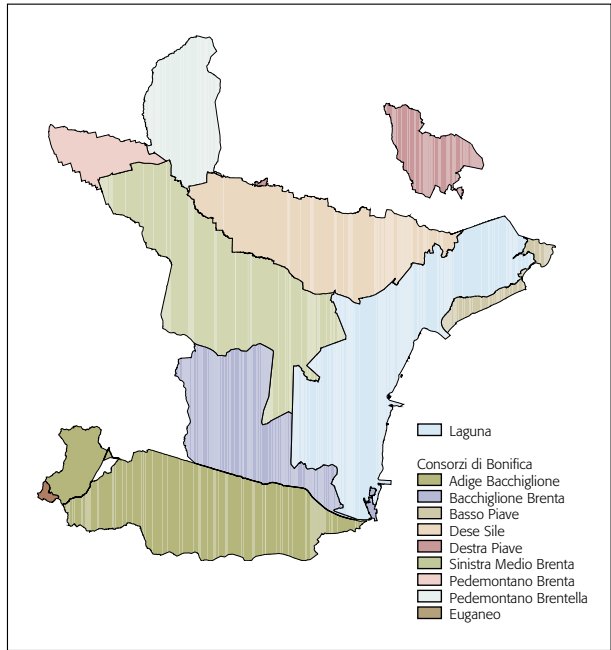 Laguna
Consorzi di Bonifica
Adige Bacchiglione
Bacchiglione Brenta
Basso Piave
Dese Sile
Destra Piave
Sinistra Medio Brenta
Pedemontano Brenta
Pedemontano Brentella
Euganeo